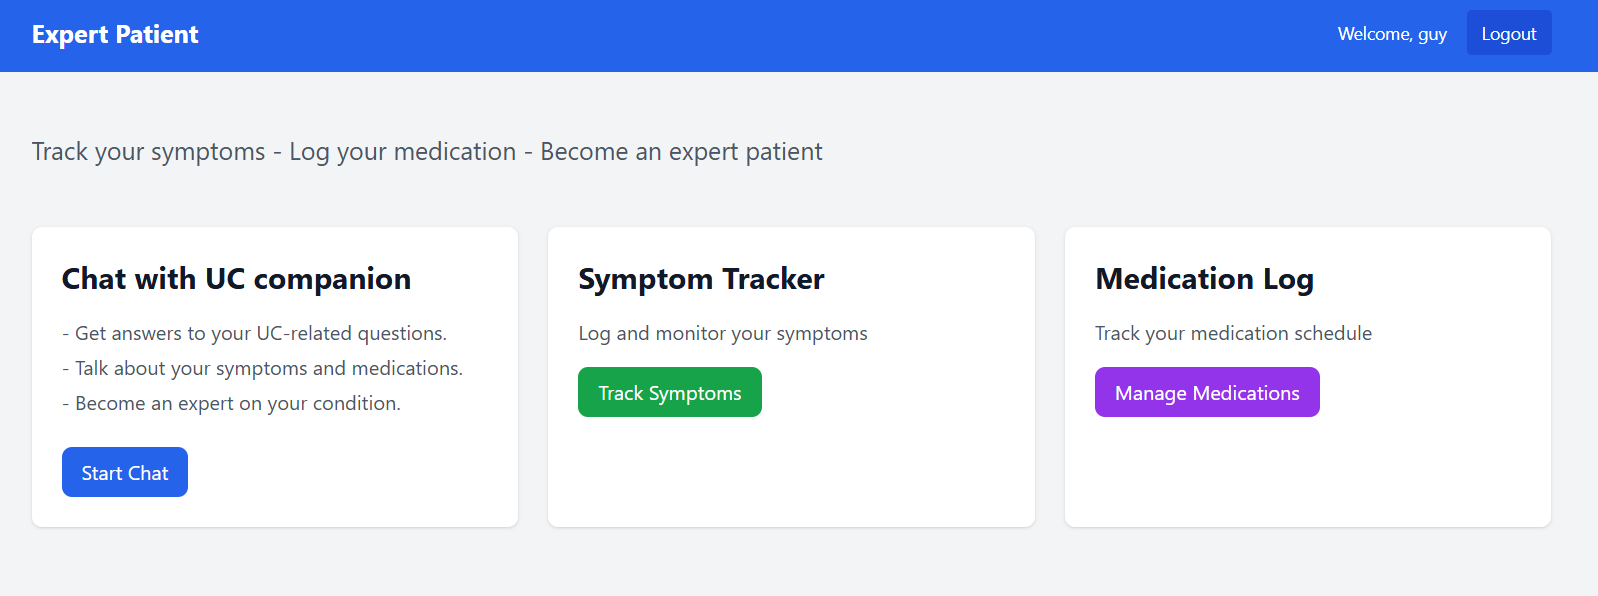 Expert Patient
Welcome, guy
Logout
Track your symptoms - Log your medication - Become an expert patient
Chat with UC companion
- Get answers to your UC-related questions.
- Talk about your symptoms and medications.
- Become an expert on your condition.
Start Chat
Symptom Tracker
Log and monitor your symptoms
Track Symptoms
Medication Log
Track your medication schedule
Manage Medications